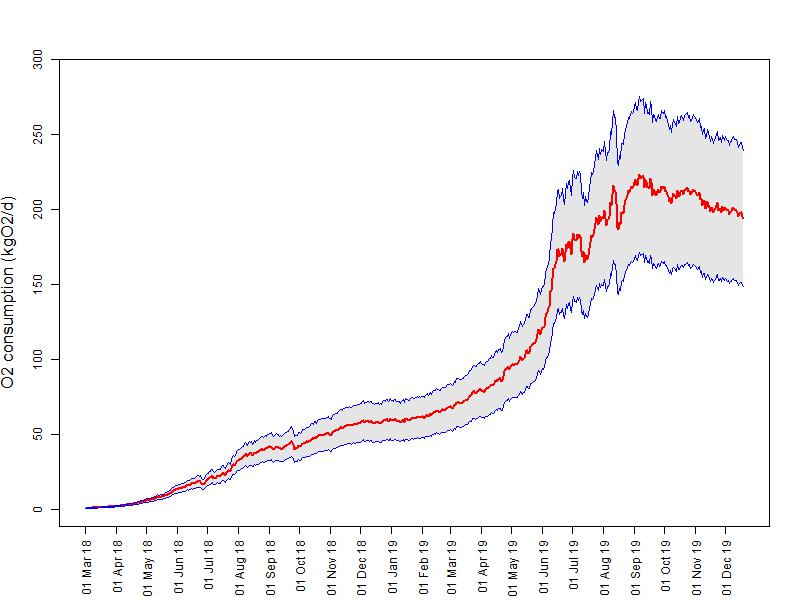 O2 consumption (kgO2/d)
300
250
200
150
100
50
0
01 Mar 18
01 Apr 18
01 May 18
01 Jun 18
01 Jul 18
01 Aug 18
01 Sep 18
01 Oct 18
01 Nov 18
01 Dec 18
01 Jan 19
01 Feb 19
01 Mar 19
01 Apr 19
01 May 19
01 Jun 19
01 Jul 19
01 Aug 19
01 Sep 19
01 Oct 19
01 Nov 19
01 Dec 19